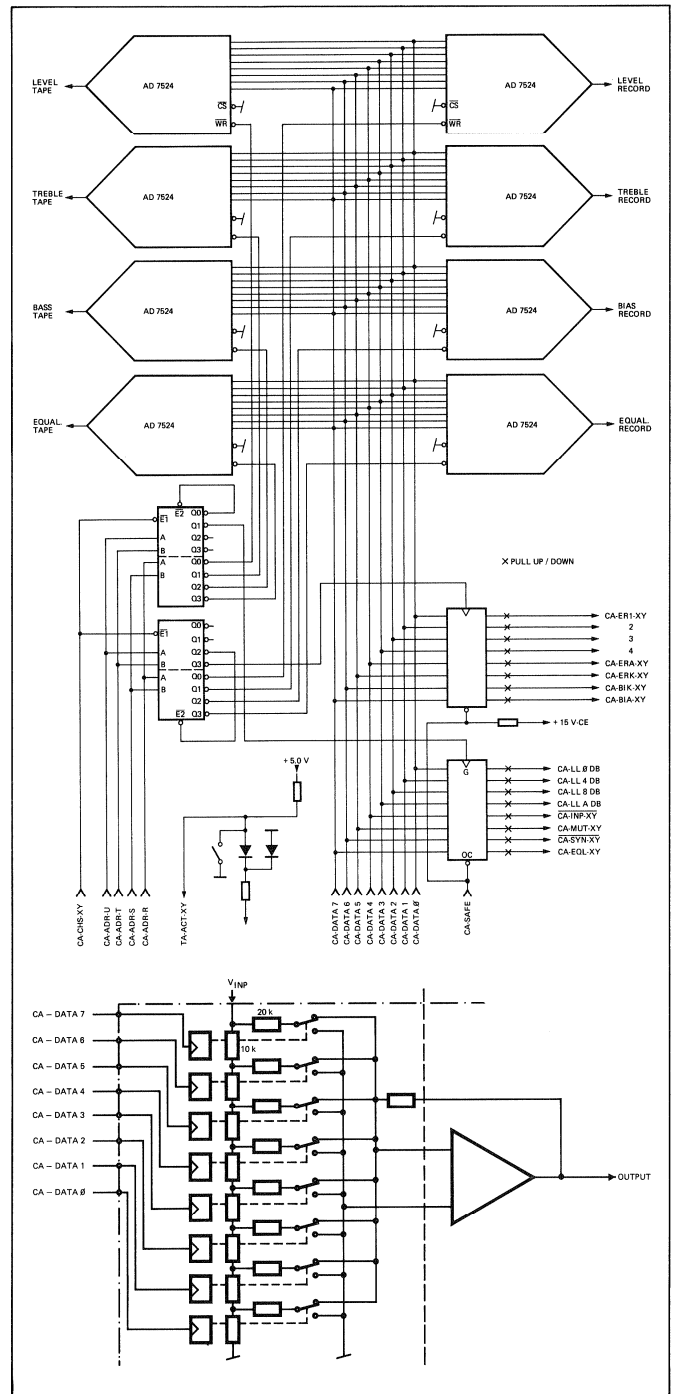 LEVEL TAPE
AD 7524
CS
WR
AD 7524
CS
WR
LEVEL RECORD
TREBLE TAPE
AD 7524
AD 7524
TREBLE RECORD
BASS TAPE
AD 7524
AD 7524
BIAS RECORD
EQUAL. TAPE
AD 7524
AD 7524
EQUAL. RECORD
E2
E1
A
B
A
B
Q0
Q1
Q2
Q3
Q0
Q1
Q2
Q3
E1
A
B
A
B
E2
Q0
Q1
Q2
Q3
Q0
Q1
Q2
Q3
X PULL UP / DOWN
CA-ER1-XY
2
3
4
CA-ERA-XY
CA-ERK-XY
CA-BIK-XY
CA-BIA-XY
+ 15 V-CE
+ 5.0 V
G
OC
CA-LL Ø DB
CA-LL 4 DB
CA-LL 8 DB
CA-LL A DB
CA-INP-XY
CA-MUT-XY
CA-SYN-XY
CA-EQL-XY
CA-CHS-XY
CA-ADR-U
CA-ADR-T
CA-ADR-S
CA-ADR-R
TA-ACT-XY
CA-DATA 7
CA-DATA 6
CA-DATA 5
CA-DATA 4
CA-DATA 3
CA-DATA 2
CA-DATA 1
CA-DATA Ø
CA-SAFE
VINP
20 k
10 k
CA – DATA 7
CA – DATA 6
CA – DATA 5
CA – DATA 4
CA – DATA 3
CA – DATA 2
CA – DATA 1
CA – DATA Ø
OUTPUT